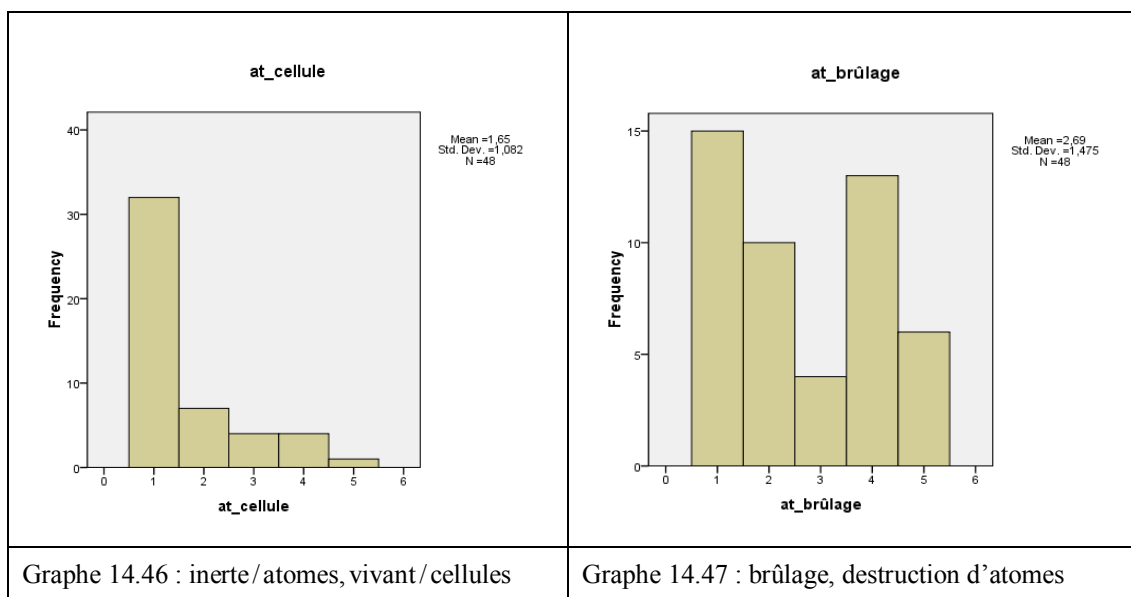 at_cellule
Mean =1,65
Std. Dev. =1,082
N =48
40
30
20
10
0
Frequency
0 1 2 3 4 5 6
at_cellule
at_brûlage
Mean =2,69
Std. Dev. =1,475
N =48
15
10
5
0
Frequency
0 1 2 3 4 5 6
at_brûlage
Graphe 14.46 : inerte/atomes, vivant/cellules
Graphe 14.47 : brûlage, destruction d’atomes